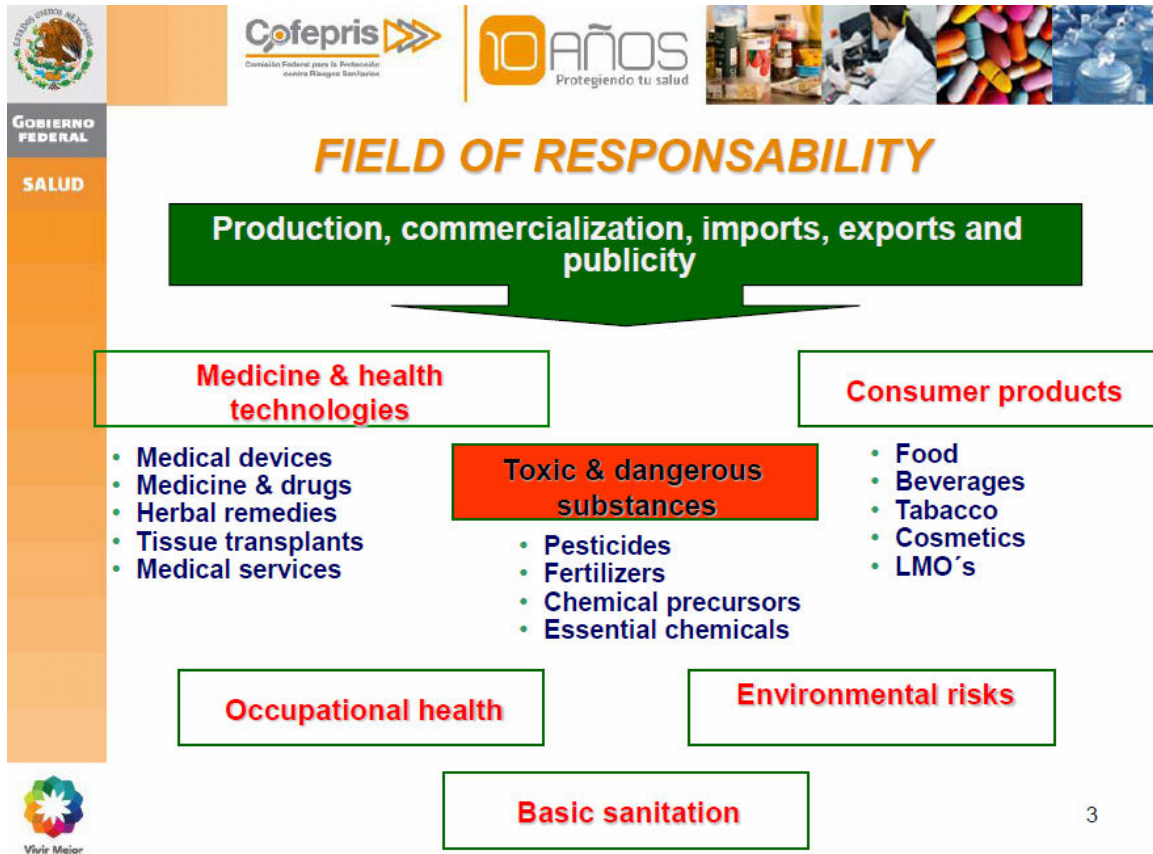 ESTADOS UNIDOS MEXICANOS
Cofepris
Comisión Federal para la Protección
contra Riesgos Sanitarios
10 AÑOS
Protegiendo tu salud
GOBIERNO
FEDERAL
SALUD
FIELD OF RESPONSABILITY
Production, commercialization, imports, exports and
publicity
Medicine & health
technologies
• Medical devices
• Medicine & drugs
• Herbal remedies
• Tissue transplants
• Medical services
Toxic & dangerous
substances
• Pesticides
• Fertilizers
• Chemical precursors
• Essential chemicals
Consumer products
• Food
• Beverages
• Tabacco
• Cosmetics
• LMO´s
Occupational health
Environmental risks
Basic sanitation
Vivir Mejor
3